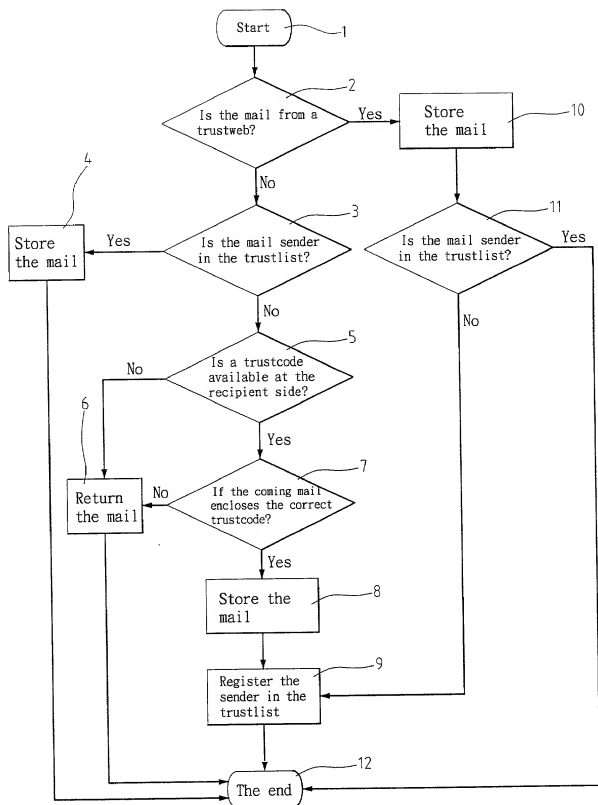 Start
1
2
Is the mail from a
trustweb?
Yes
Store
the mail
10
No
4
3
11
Store
the mail
Yes
Is the mail sender
in the trustlist?
Is the mail sender
in the trustlist?
Yes
No
No
5
Is a trustcode
available at the
recipient side?
No
6
Yes
7
Return
the mail
No
If the coming mail
encloses the correct
trustcode?
Yes
Store the
mail
8
9
Register the
sender in the
trustlist
12
The end